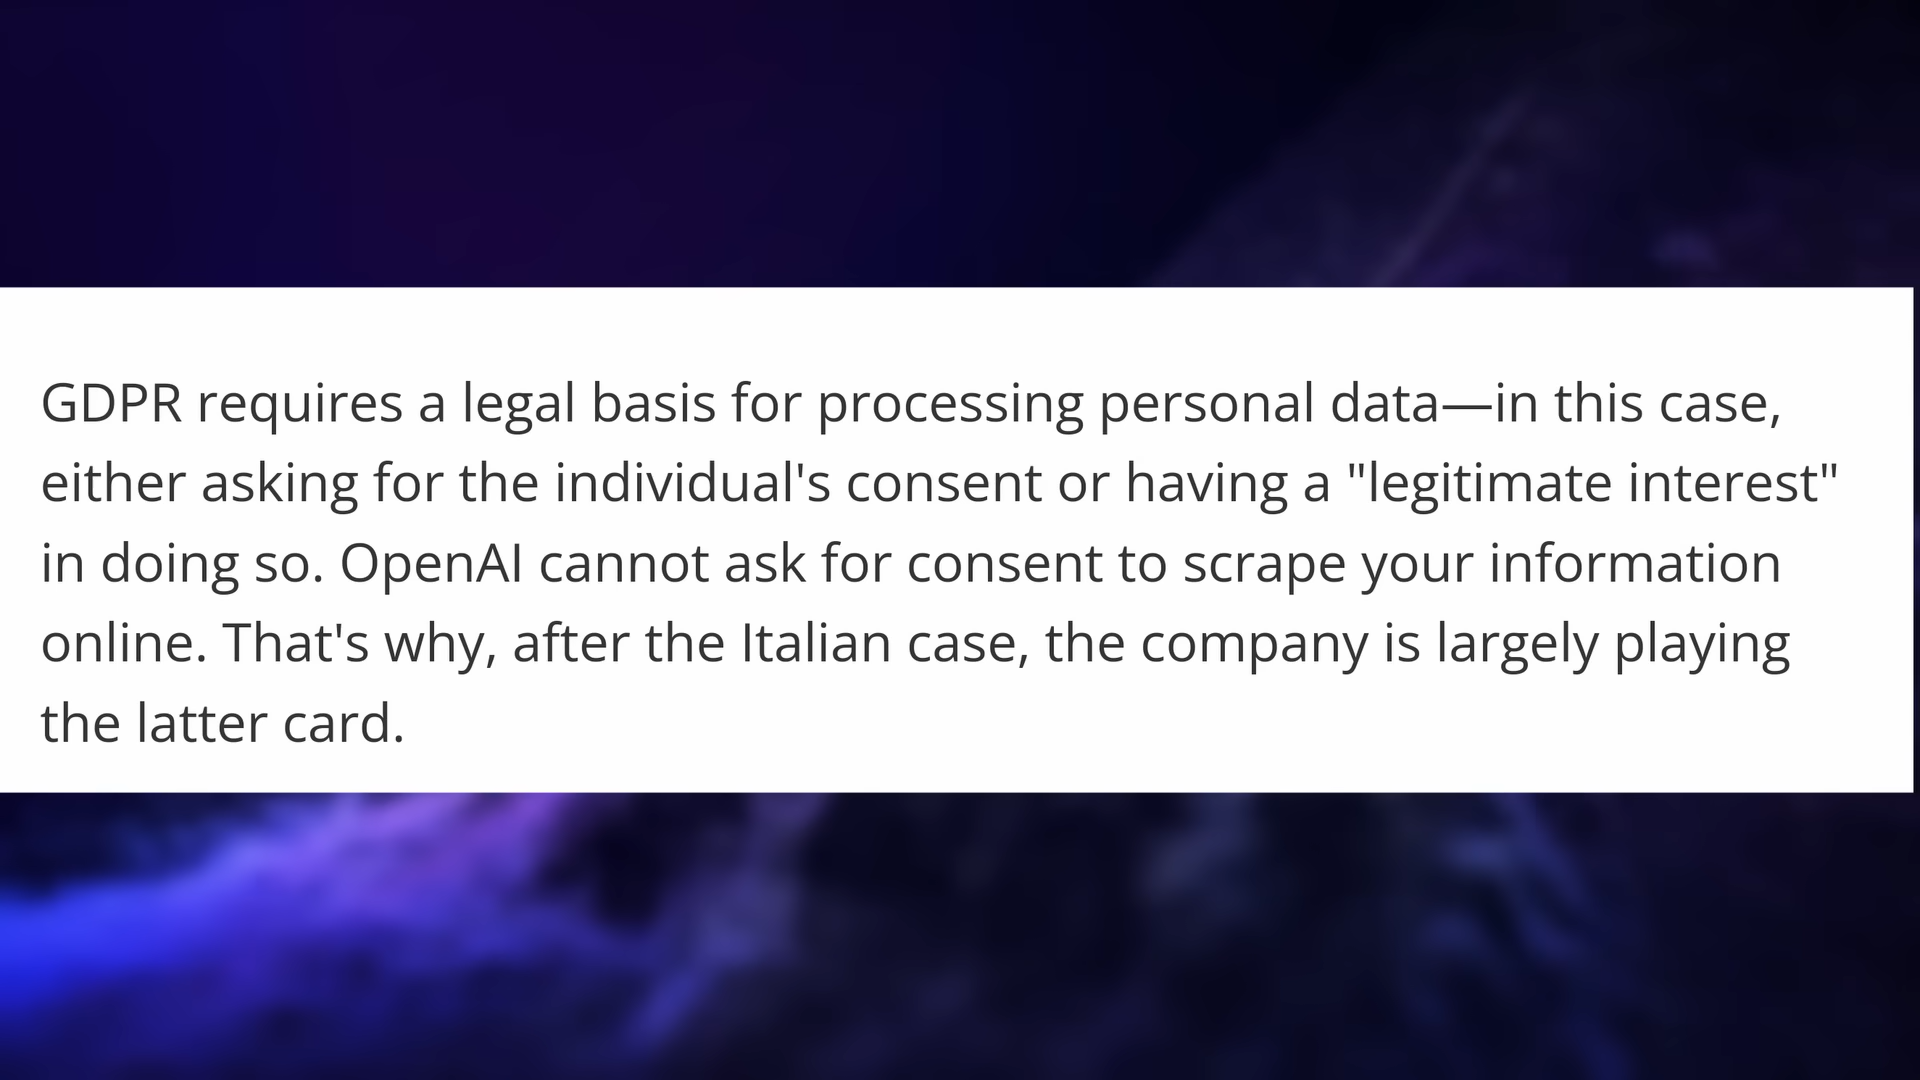 GDPR requires a legal basis for processing personal data—in this case,
either asking for the individual's consent or having a "legitimate interest"
in doing so. OpenAI cannot ask for consent to scrape your information
online. That's why, after the Italian case, the company is largely playing
the latter card.